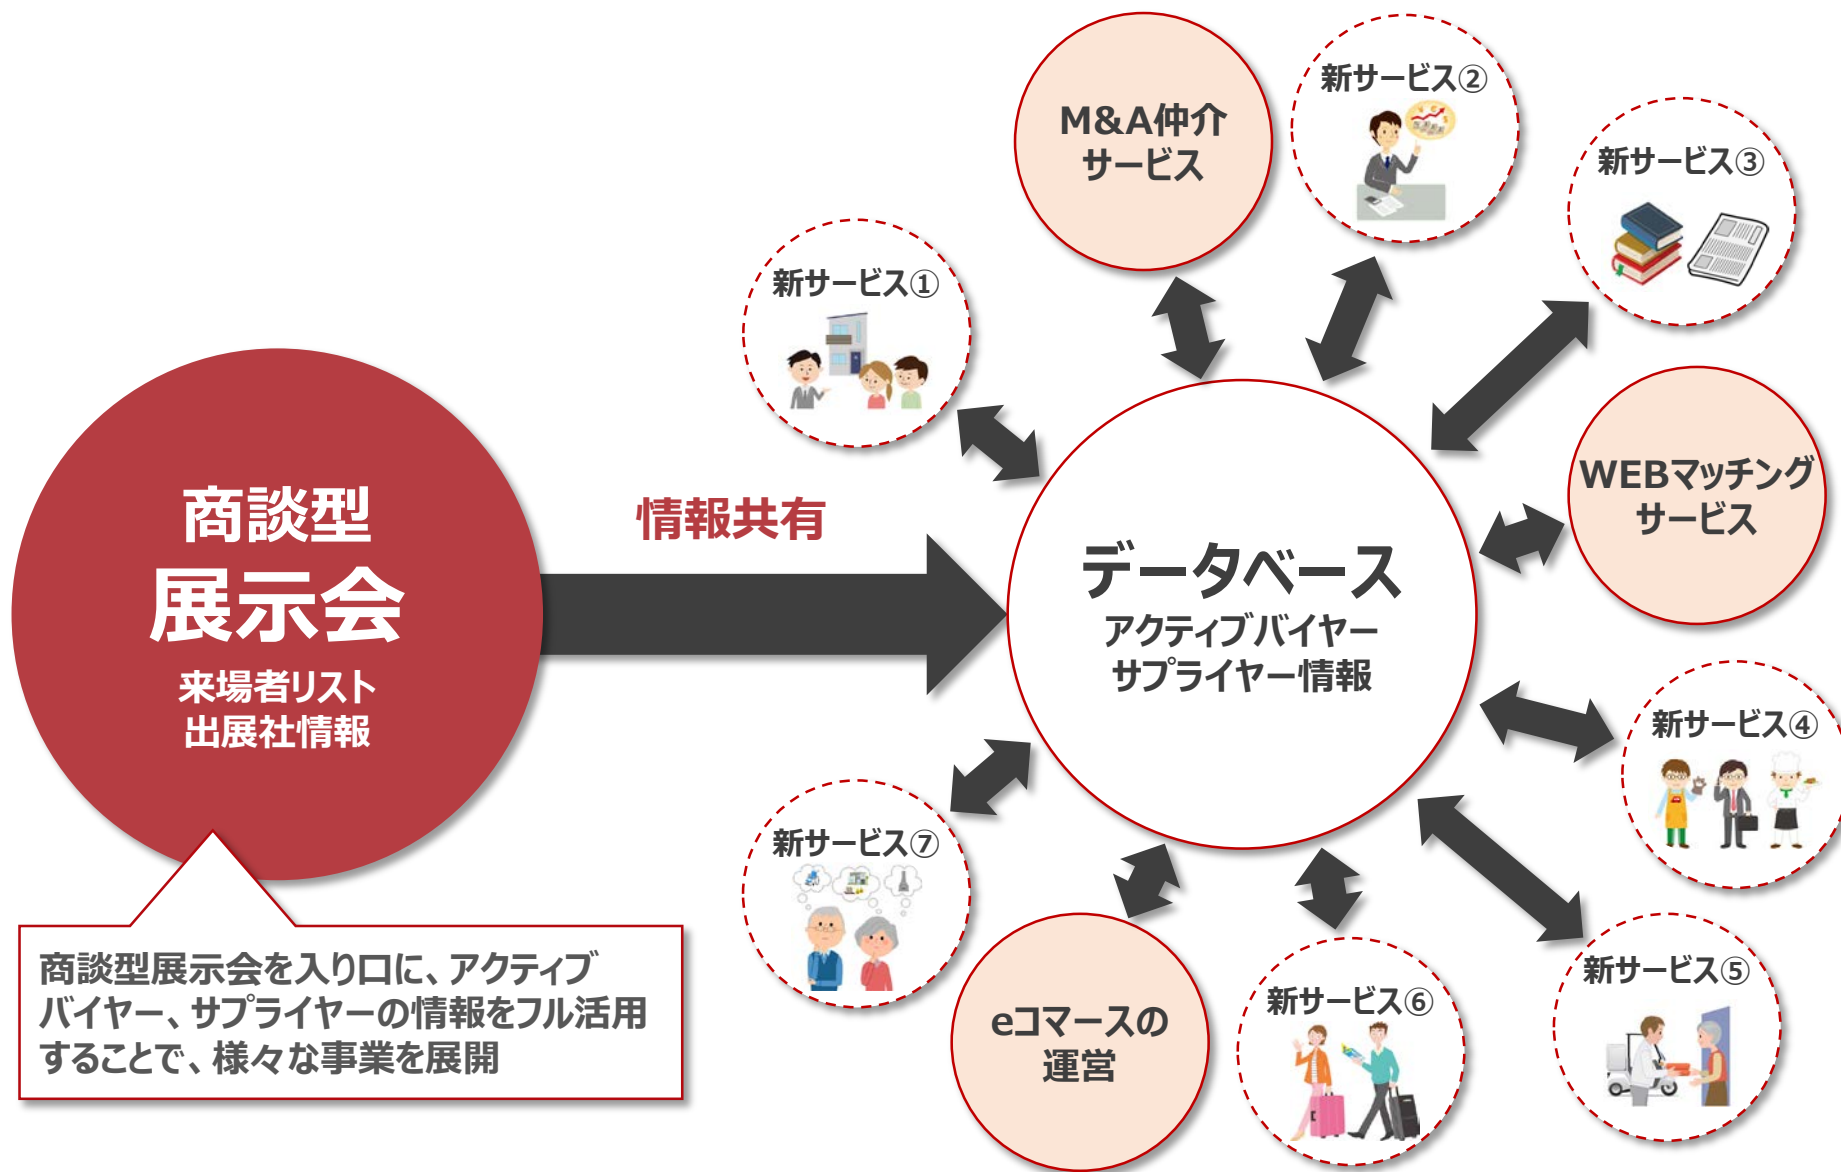 商談型
展示会
来場者リスト
出展社情報
商談型展示会を入り口に、アクティブ
バイヤー、サプライヤーの情報をフル活用
することで、様々な事業を展開
情報共有
データベース
アクティブバイヤー
サプライヤー情報
新サービス①
M&A仲介
サービス
新サービス②
新サービス③
WEBマッチング
サービス
新サービス④
新サービス⑤
新サービス⑥
eコマースの
運営
新サービス⑦